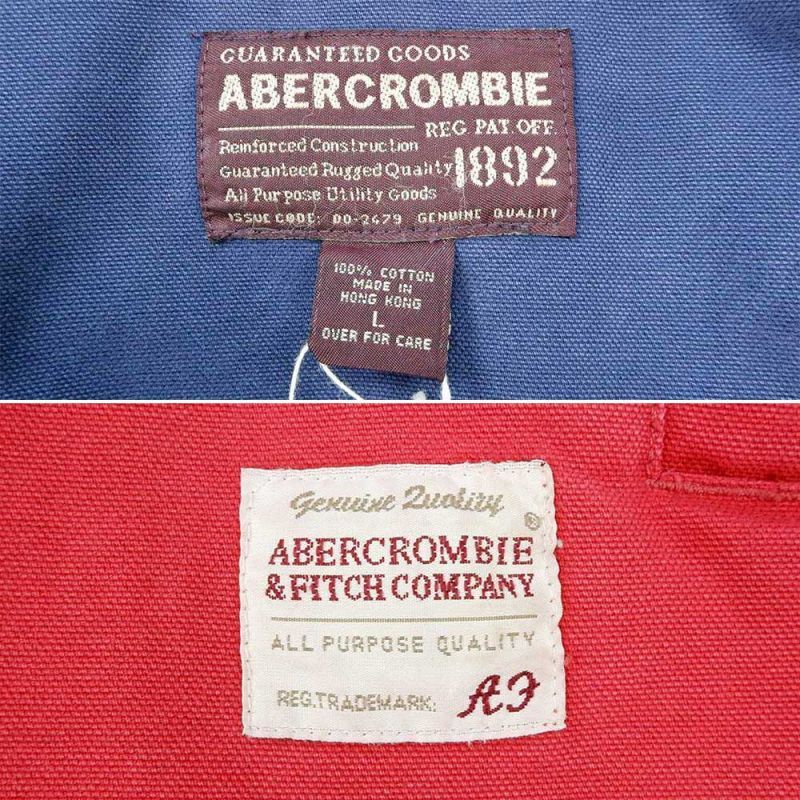 GUARANTEED GOODS
ABERCROMBIE
REG PAT. OFF.
Reinforced Construction
Guaranteed Rugged Quality
All Purpose Utility Goods
1892
ISSUE CODE: 00-2479 GENUINE QUALITY
100% COTTON
MADE IN
HONG KONG
L
OVER FOR CARE
Genuine Quality
®
ABERCROMBIE
& FITCH COMPANY
ALL PURPOSE QUALITY
REG.TRADEMARK: AF